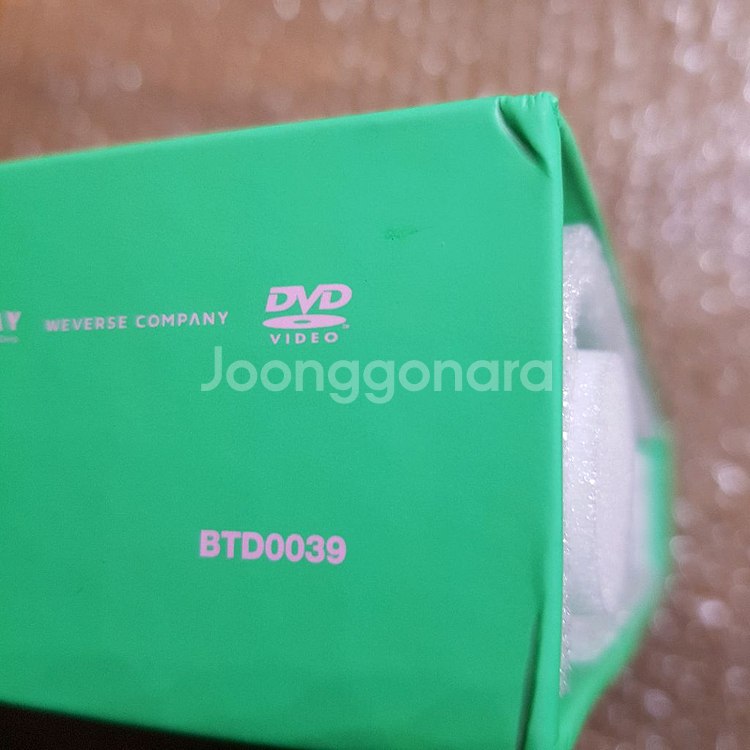 WEVERSE COMPANY
DVD
VIDEO
Joonggonara
BTD0039